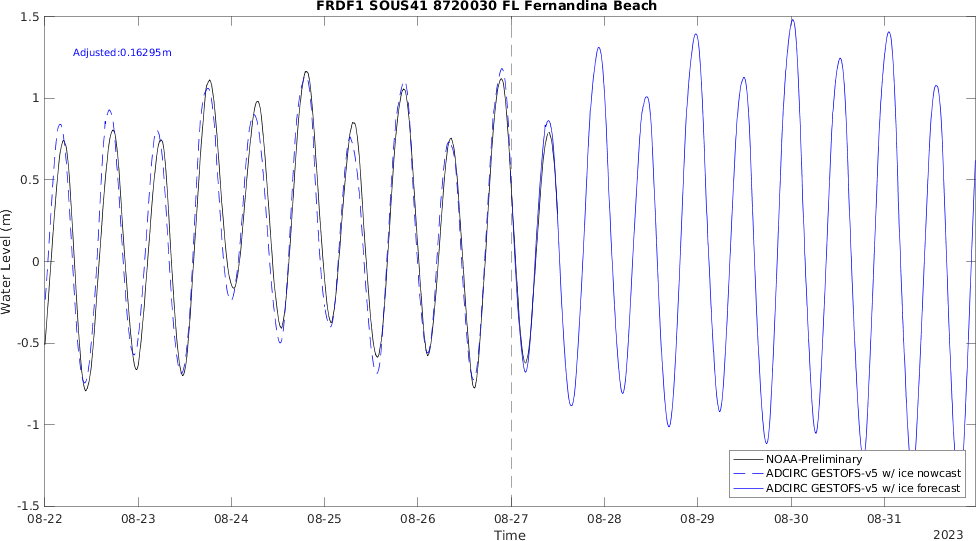 FRDF1 SOUS41 8720030 FL Fernandina Beach
1.5
Adjusted:0.16295m
1
0.5
0
-0.5
-1
-1.5
Water Level (m)
NOAA-Preliminary
ADCIRC GESTOFS-v5 w/ ice nowcast
ADCIRC GESTOFS-v5 w/ ice forecast
08-22 08-23 08-24 08-25 08-26 08-27 08-28 08-29 08-30 08-31
Time
2023